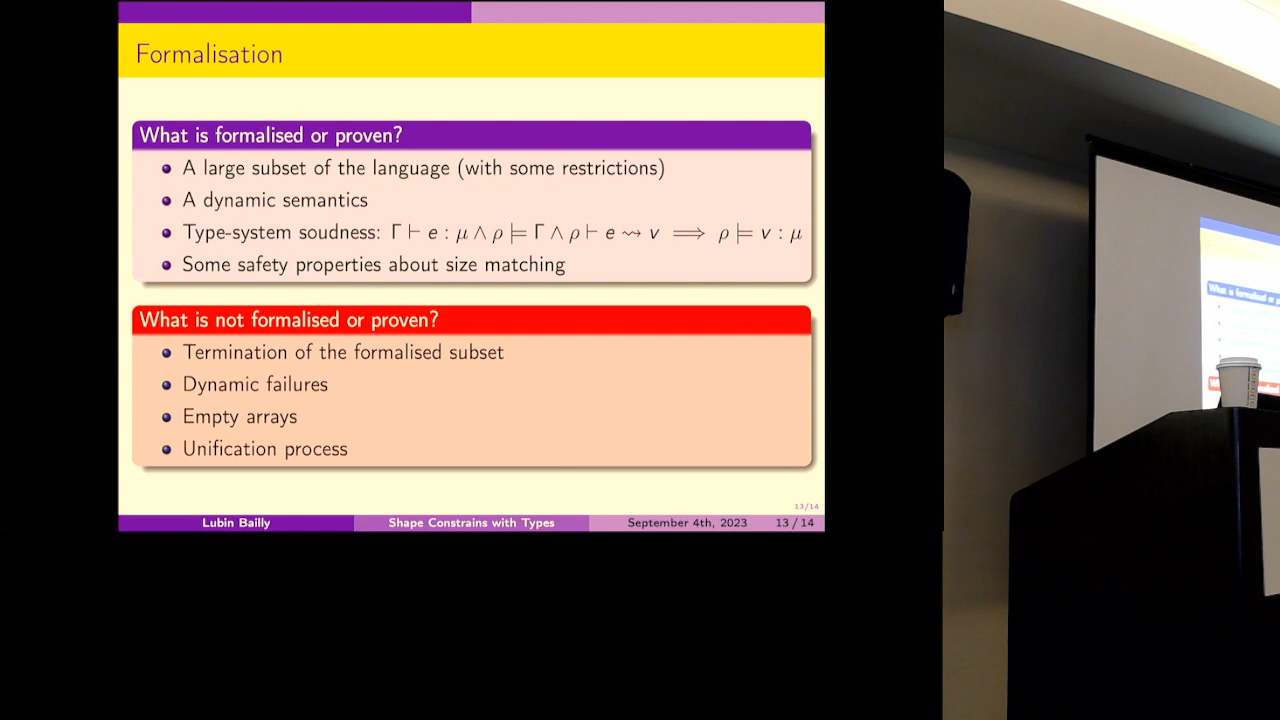 Formalisation
What is formalised or proven?
A large subset of the language (with some restrictions)
A dynamic semantics
Type-system soudness: Γ ⊢ e : μ ∧ ρ ⊨ Γ ∧ ρ ⊢ e ⇝ v ⟹ ρ ⊨ v : μ
Some safety properties about size matching
What is not formalised or proven?
Termination of the formalised subset
Dynamic failures
Empty arrays
Unification process
13/14
Lubin Bailly Shape Constrains with Types September 4th, 2023 13 / 14